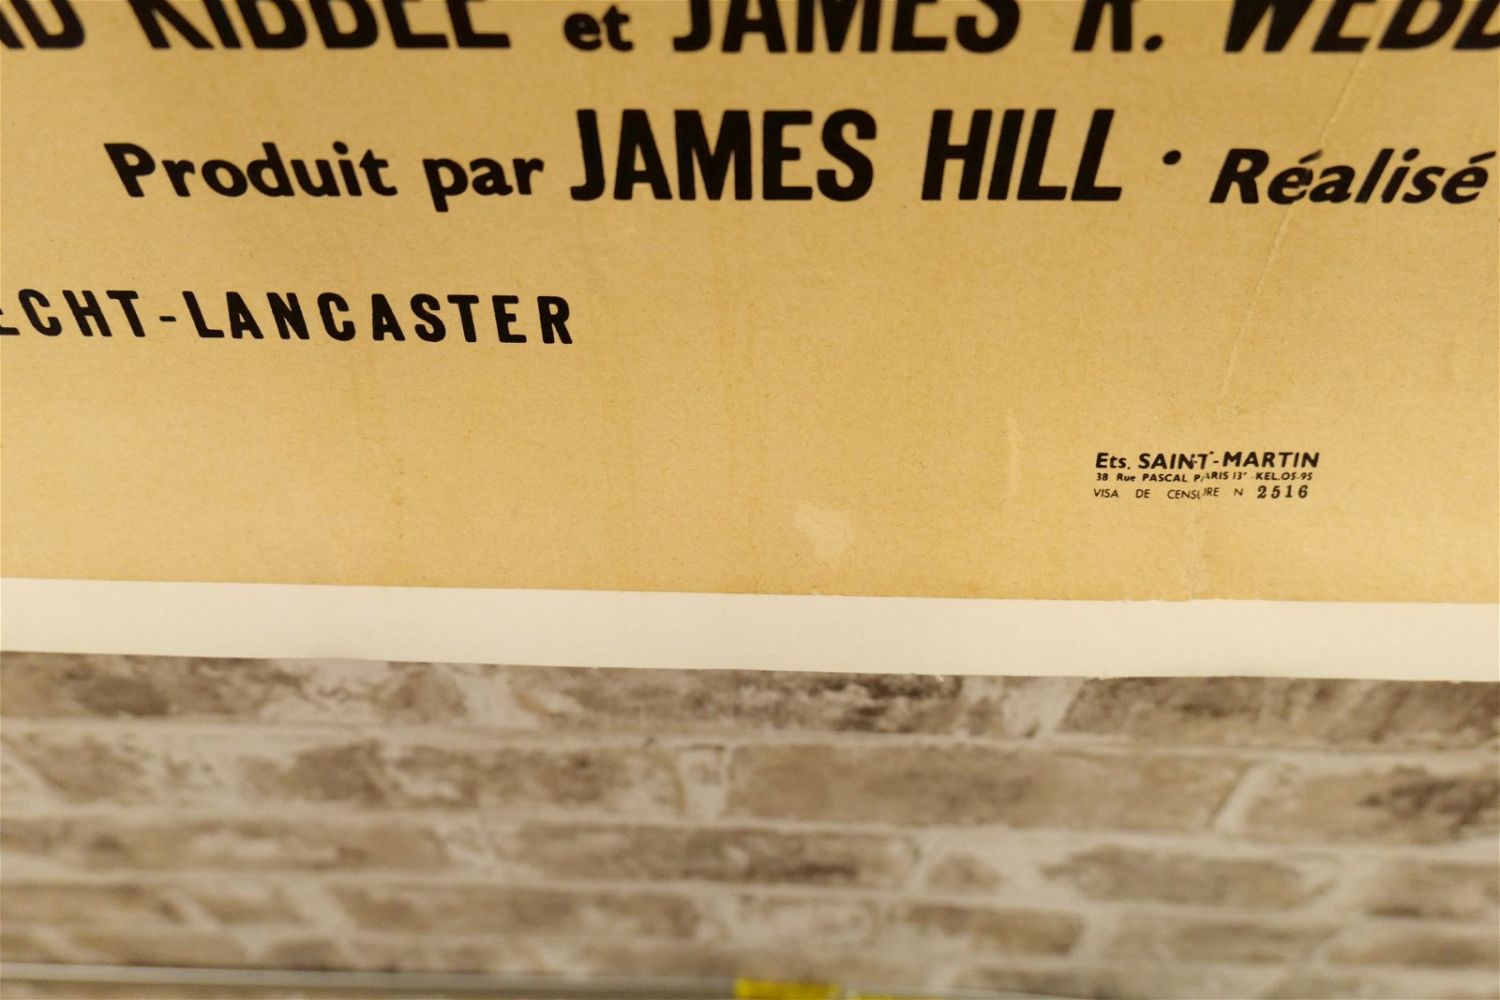 KIBBEE et JAMES R. WEBB
Produit par JAMES HILL · Réalisé
ECHT-LANCASTER
Ets. SAINT-MARTIN
38 Rue PASCAL PARIS 13e -KEL.05-95
VISA DE CENSURE N 2516